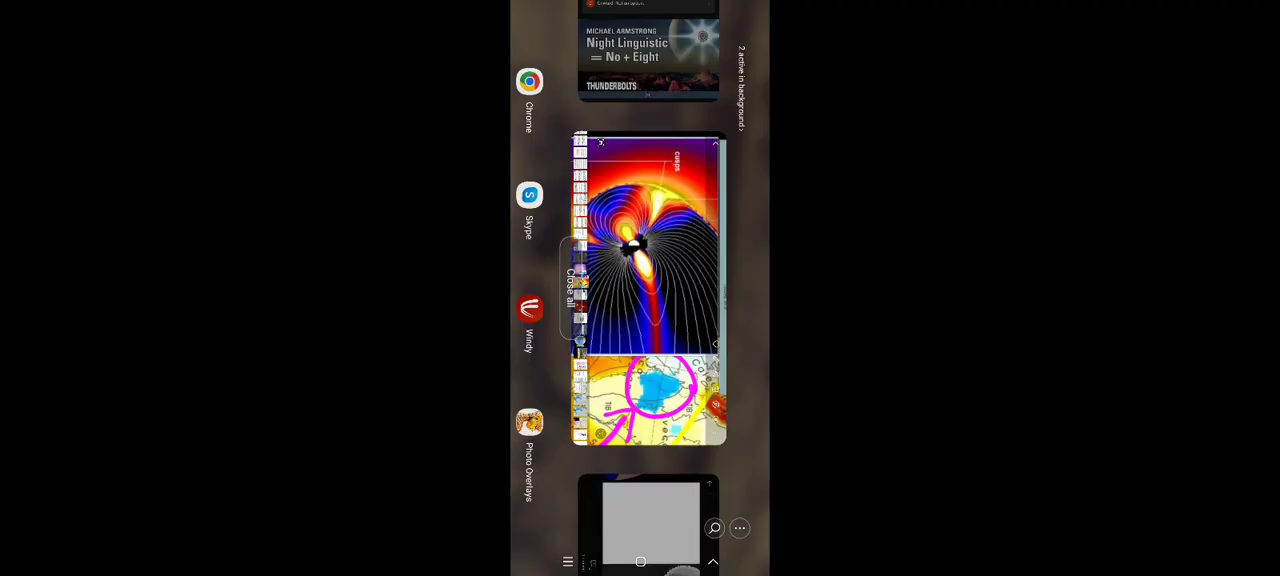 MICHAEL ARMSTRONG
Night Linguistic
= No + Eight
THUNDERBOLTS
2 active in background
cusps
Close all
Chrome
Skype
Windy
Photo Overlays